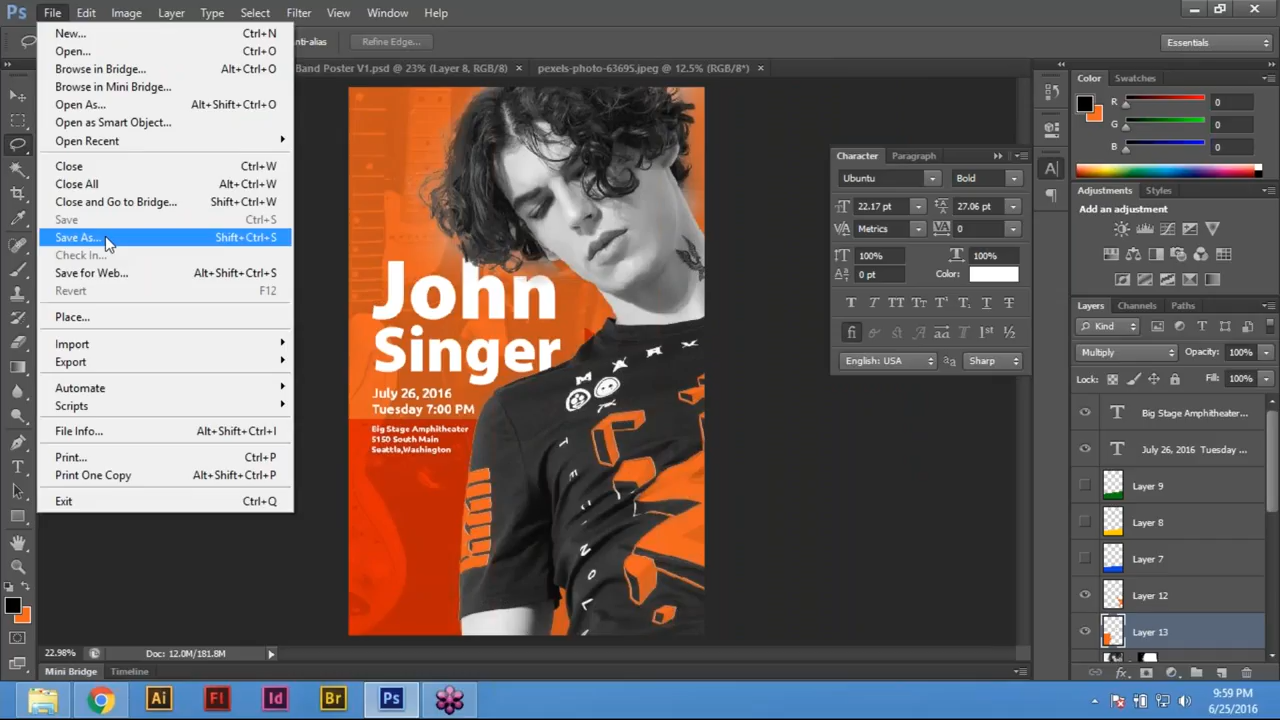 Ps File Edit Image Layer Type Select Filter View Window Help
New... Ctrl+N
Open... Ctrl+O
Browse in Bridge... Alt+Ctrl+O
Browse in Mini Bridge...
Open As... Alt+Shift+Ctrl+O
Open as Smart Object...
Open Recent
Close Ctrl+W
Close All Alt+Ctrl+W
Close and Go to Bridge... Shift+Ctrl+W
Save Ctrl+S
Save As... Shift+Ctrl+S
Check In...
Save for Web... Alt+Shift+Ctrl+S
Revert F12
Place...
Import
Export
Automate
Scripts
File Info... Alt+Shift+Ctrl+I
Print... Ctrl+P
Print One Copy Alt+Shift+Ctrl+P
Exit Ctrl+Q
nti-alias Refine Edge... Essentials
Band Poster V1.psd @ 23% (Layer 8, RGB/8) × pexels-photo-63695.jpeg @ 12.5% (RGB/8*) ×
John
Singer
July 26, 2016
Tuesday 7:00 PM
Big Stage Amphitheater
5150 South Main
Seattle,Washington
Character Paragraph
Ubuntu Bold
22.17 pt 27.06 pt
Metrics 0
100% 100%
0 pt Color:
English: USA Sharp
Color Swatches
R 0
G 0
B 0
Adjustments Styles
Add an adjustment
Layers Channels Paths
Kind
Multiply Opacity: 100%
Lock: Fill: 100%
Big Stage Amphitheater...
July 26, 2016 Tuesday ...
Layer 9
Layer 8
Layer 7
Layer 12
Layer 13
22.98% Doc: 12.0M/181.8M
Mini Bridge Timeline
Ai Fl Id Br Ps
9:59 PM
6/25/2016